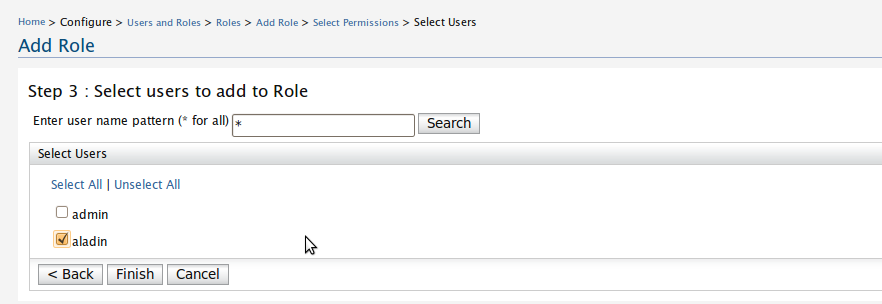 Home > Configure > Users and Roles > Roles > Add Role > Select Permissions > Select Users
Add Role
Step 3 : Select users to add to Role
Enter user name pattern (* for all) * Search
Select Users
Select All | Unselect All
admin
aladin
< Back Finish Cancel